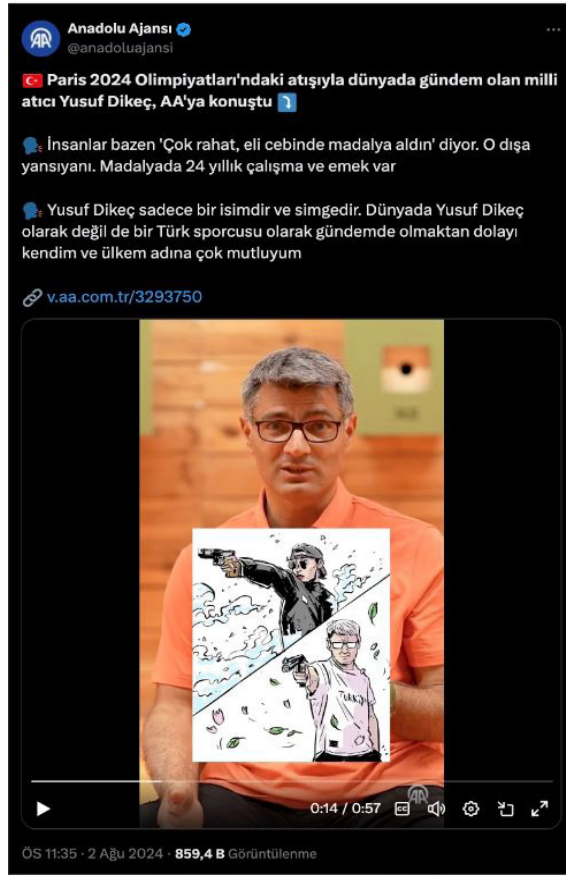 Anadolu Ajansı
@anadoluajansi
Paris 2024 Olimpiyatları'ndaki atışıyla dünyada gündem olan milli
atıcı Yusuf Dikeç, AA'ya konuştu
İnsanlar bazen 'Çok rahat, eli cebinde madalya aldın' diyor. O dışa
yansıyanı. Madalyada 24 yıllık çalışma ve emek var
Yusuf Dikeç sadece bir isimdir ve simgedir. Dünyada Yusuf Dikeç
olarak değil de bir Türk sporcusu olarak gündemde olmaktan dolayı
kendim ve ülkem adına çok mutluyum
v.aa.com.tr/3293750
0:14 / 0:57
CC
AA
ÖS 11:35 · 2 Ağu 2024 · 859,4 B Görüntülenme